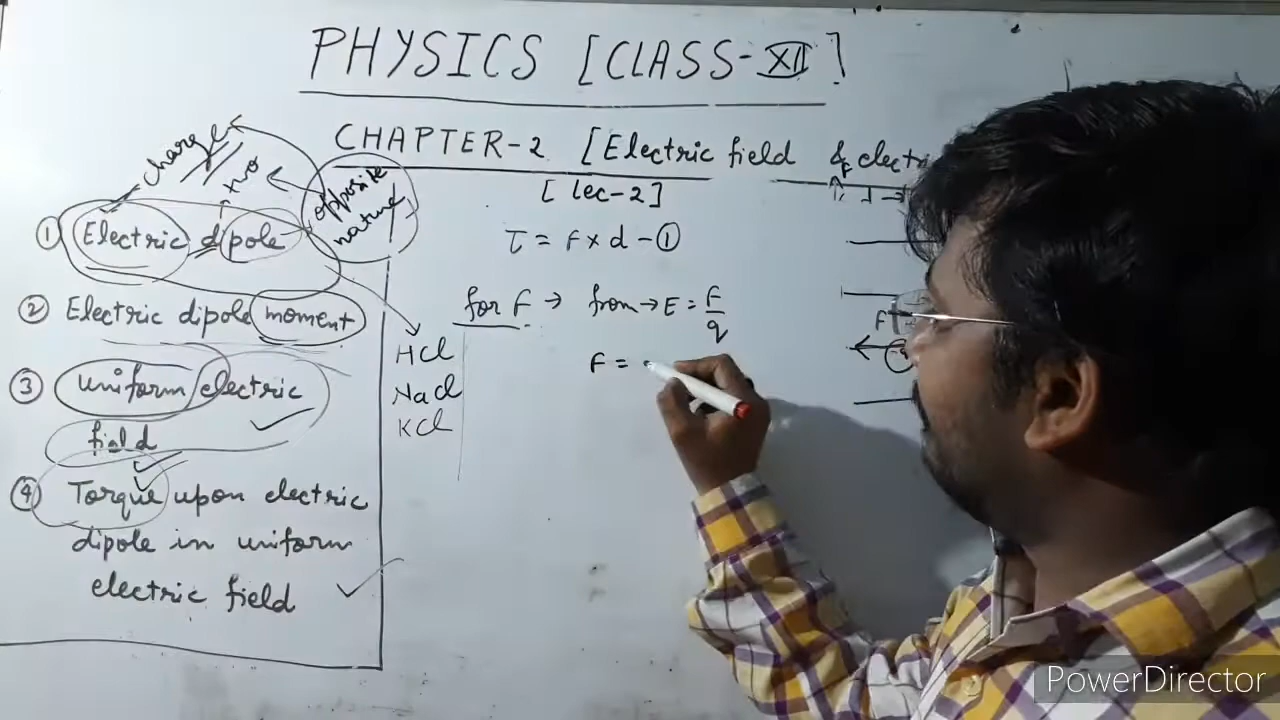 PHYSICS [CLASS-XII]
CHAPTER-2 [Electric field & electri
[Lec-2]
charge
two
opposite
nature
① Electric dipole
② Electric dipole moment
③ Uniform electric
field
④ Torque upon electric
dipole in uniform
electric field
HCl
NaCl
KCl
τ = F × d - ①
for F → from → E = F/q
F =
F
F
PowerDirector